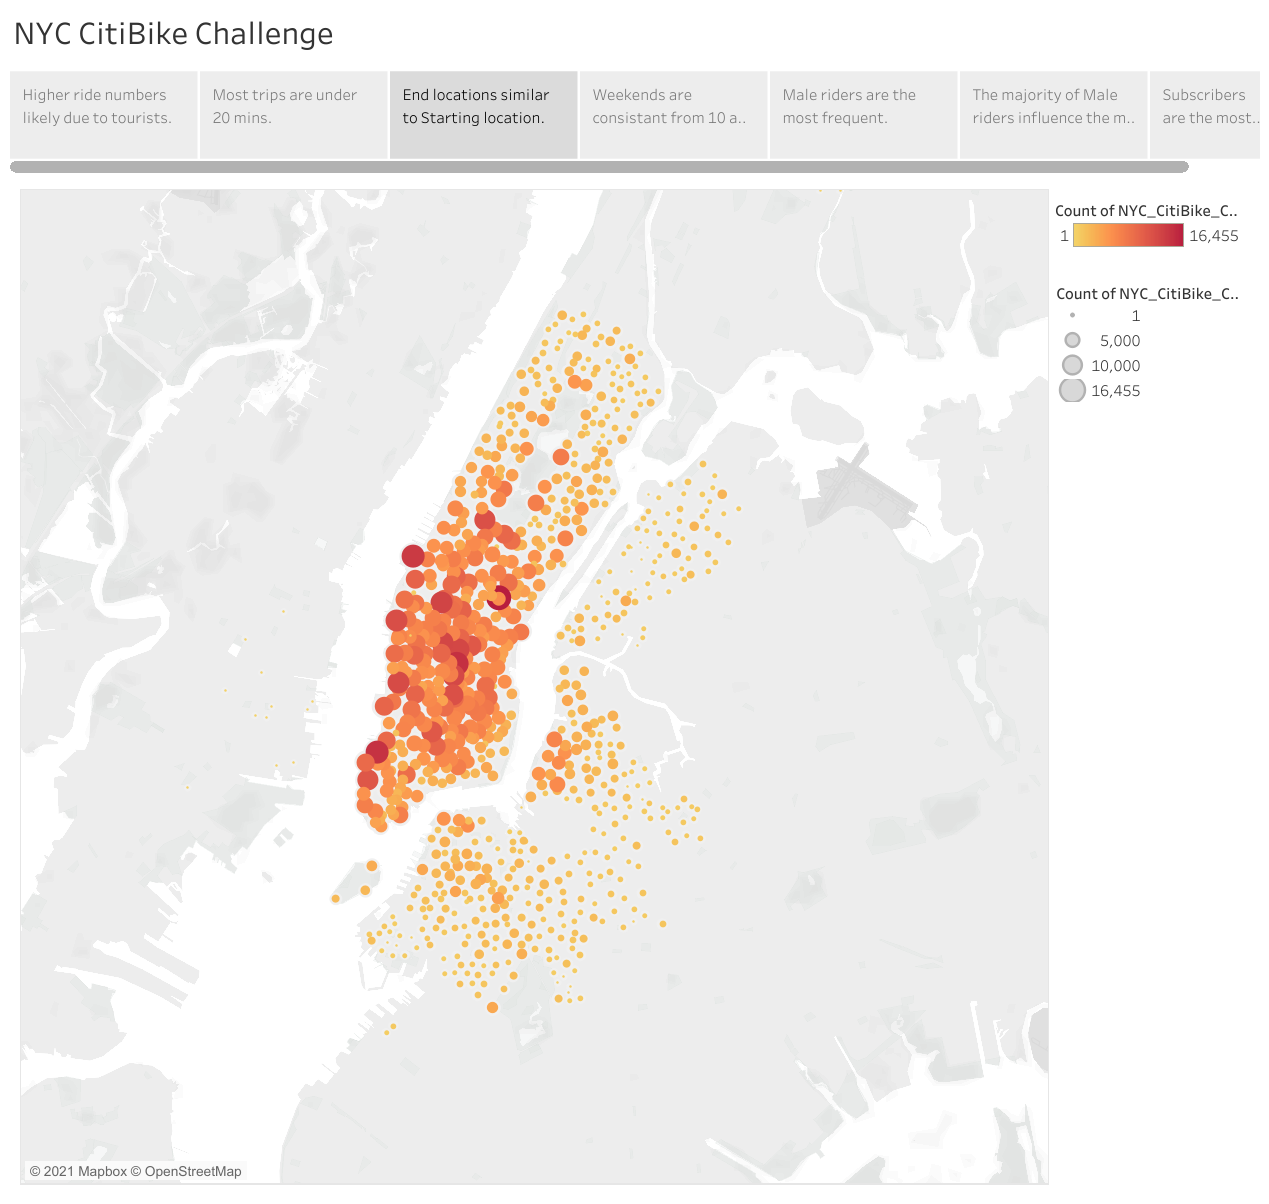 NYC CitiBike Challenge
Higher ride numbers
likely due to tourists.
Most trips are under
20 mins.
End locations similar
to Starting location.
Weekends are
consistant from 10 a..
Male riders are the
most frequent.
The majority of Male
riders influence the m..
Subscribers
are the most..
Count of NYC_CitiBike_C..
1
16,455
Count of NYC_CitiBike_C..
1
5,000
10,000
16,455
© 2021 Mapbox © OpenStreetMap